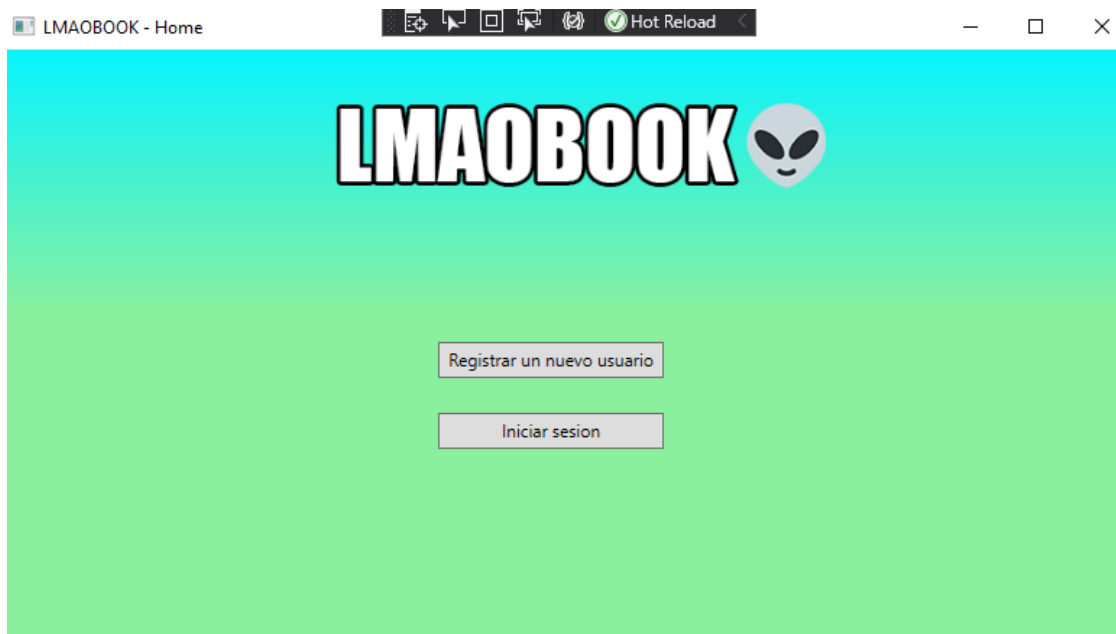 LMAOBOOK - Home
Hot Reload
LMAOBOOK
Registrar un nuevo usuario
Iniciar sesion